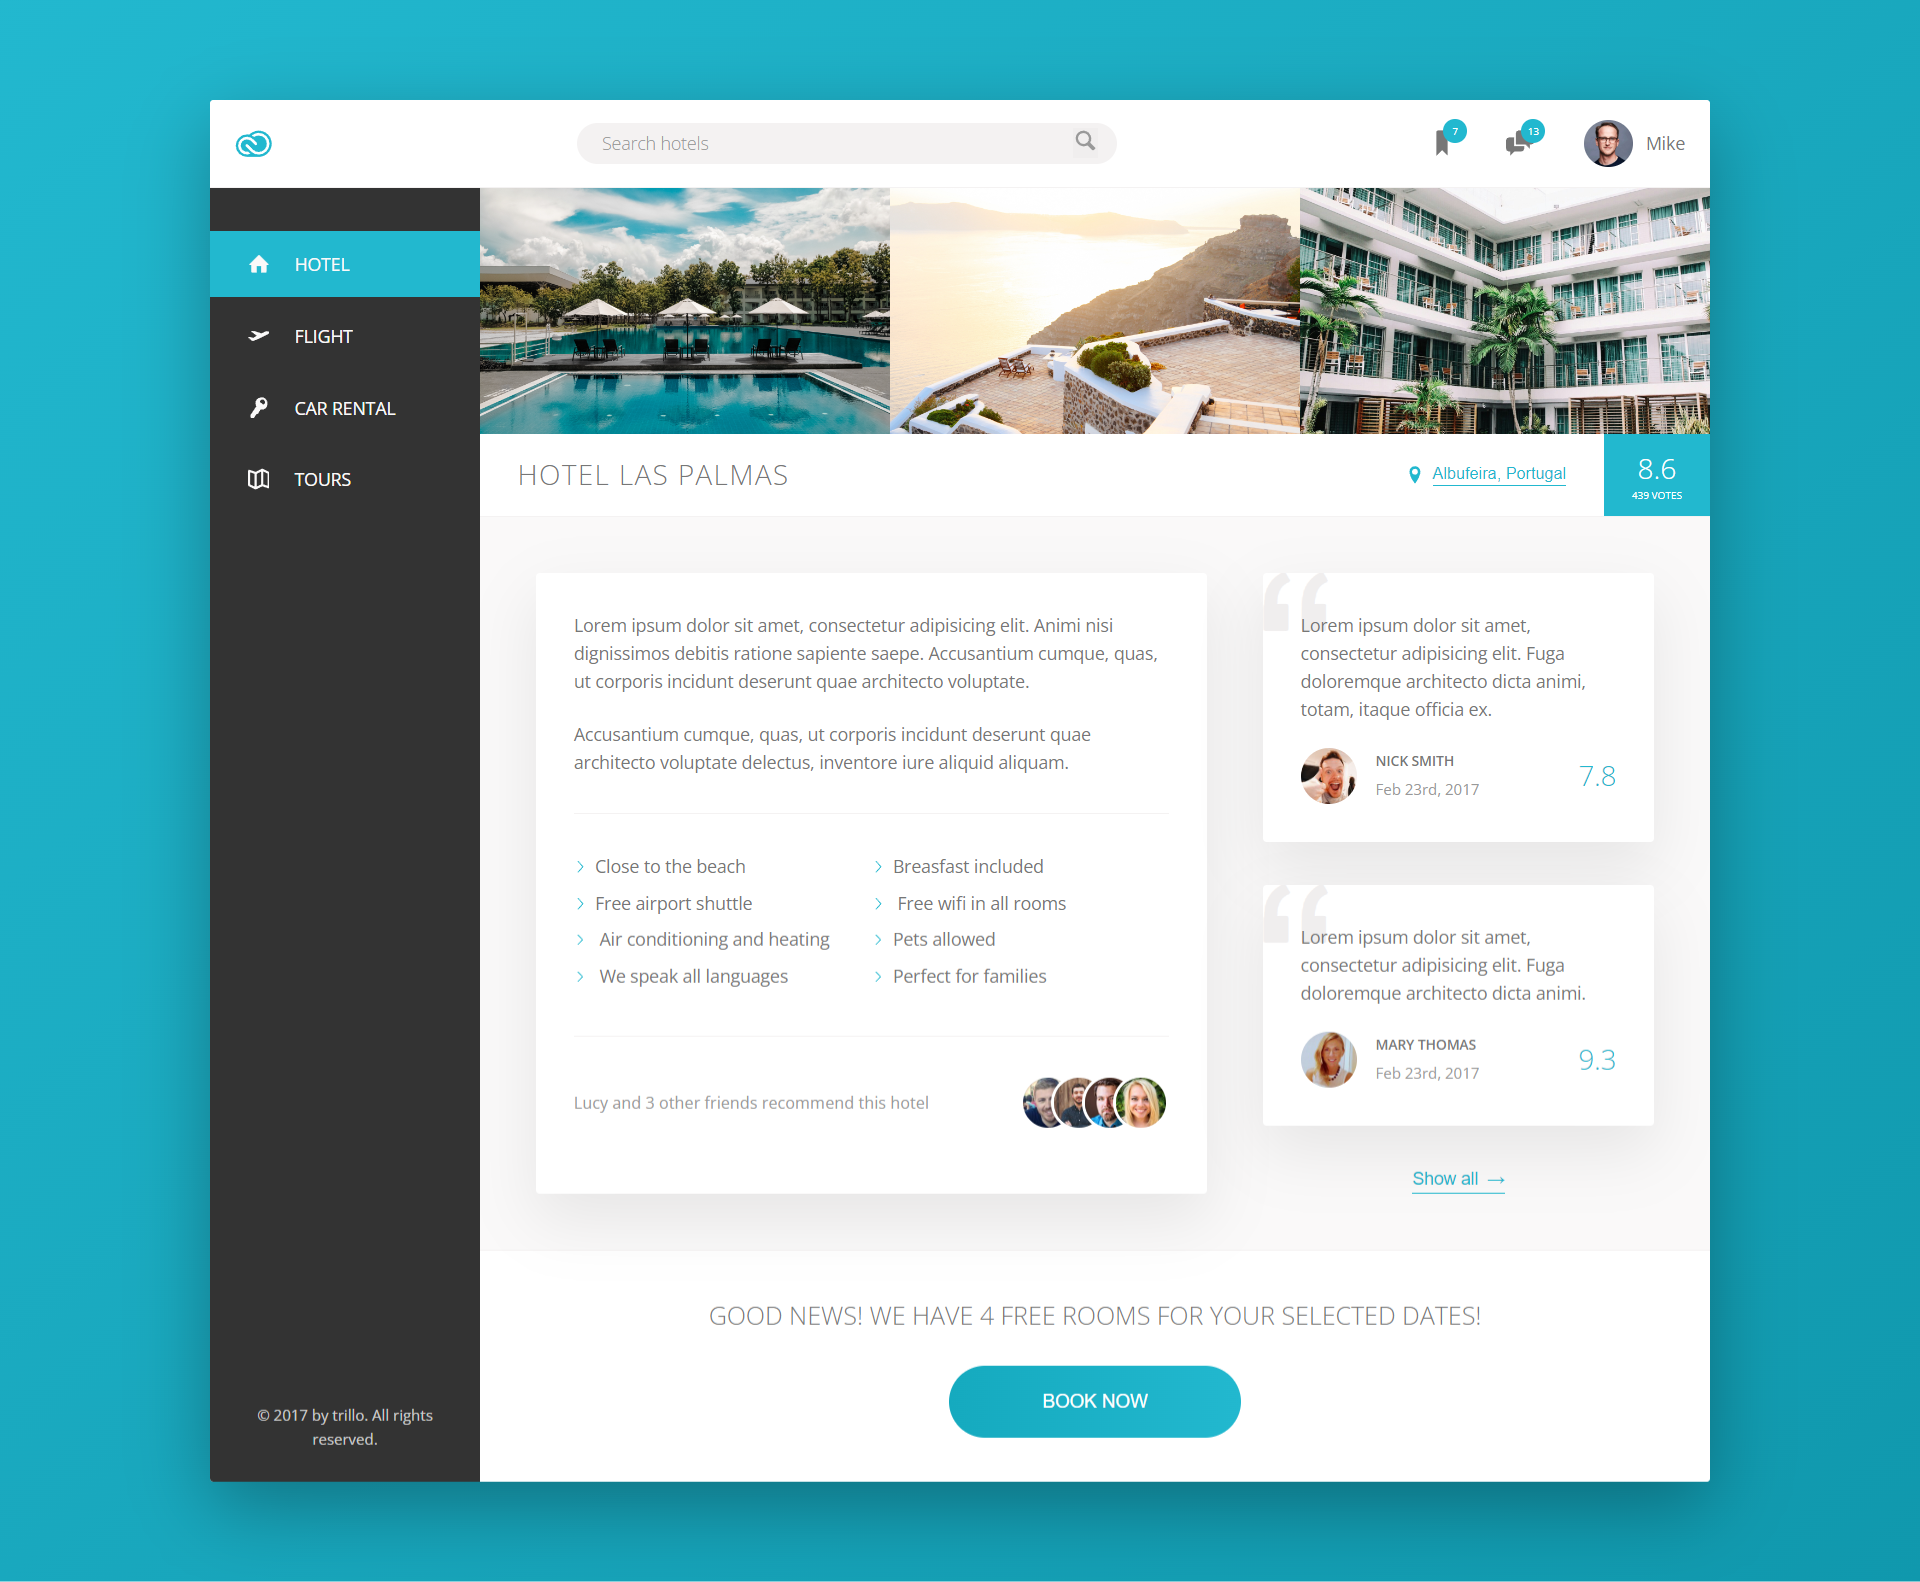 Search hotels
7
13
Mike
HOTEL
FLIGHT
CAR RENTAL
TOURS
HOTEL LAS PALMAS
Albufeira, Portugal
8.6
439 VOTES
Lorem ipsum dolor sit amet, consectetur adipisicing elit. Animi nisi
dignissimos debitis ratione sapiente saepe. Accusantium cumque, quas,
ut corporis incidunt deserunt quae architecto voluptate.
Accusantium cumque, quas, ut corporis incidunt deserunt quae
architecto voluptate delectus, inventore iure aliquid aliquam.
Close to the beach
Breasfast included
Free airport shuttle
Free wifi in all rooms
Air conditioning and heating
Pets allowed
We speak all languages
Perfect for families
Lucy and 3 other friends recommend this hotel
“
Lorem ipsum dolor sit amet,
consectetur adipisicing elit. Fuga
doloremque architecto dicta animi,
totam, itaque officia ex.
NICK SMITH
Feb 23rd, 2017
7.8
“
Lorem ipsum dolor sit amet,
consectetur adipisicing elit. Fuga
doloremque architecto dicta animi.
MARY THOMAS
Feb 23rd, 2017
9.3
Show all →
GOOD NEWS! WE HAVE 4 FREE ROOMS FOR YOUR SELECTED DATES!
BOOK NOW
© 2017 by trillo. All rights
reserved.